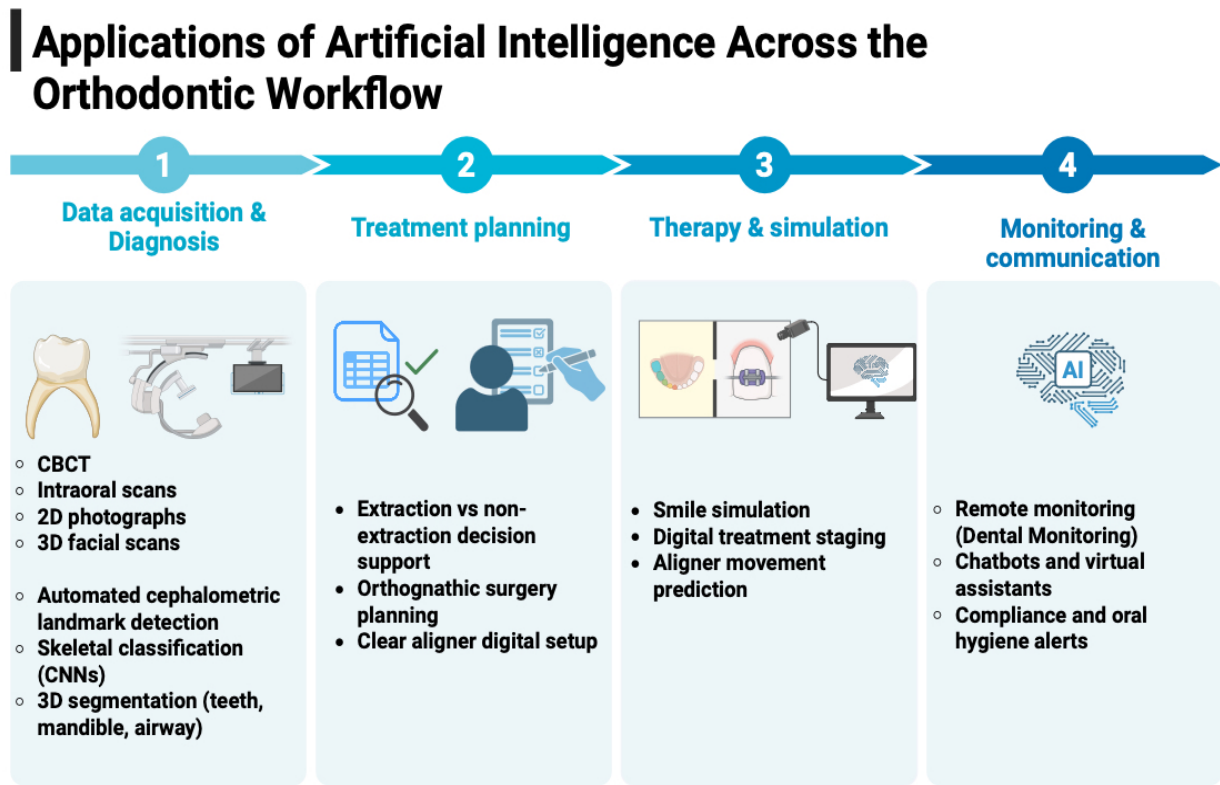 Applications of Artificial Intelligence Across the
Orthodontic Workflow
1
2
3
4
Data acquisition &
Diagnosis
Treatment planning
Therapy & simulation
Monitoring &
communication
CBCT
Intraoral scans
2D photographs
3D facial scans
Automated cephalometric
landmark detection
Skeletal classification
(CNNs)
3D segmentation (teeth,
mandible, airway)
Extraction vs non-
extraction decision
support
Orthognathic surgery
planning
Clear aligner digital setup
Smile simulation
Digital treatment staging
Aligner movement
prediction
AI
Remote monitoring
(Dental Monitoring)
Chatbots and virtual
assistants
Compliance and oral
hygiene alerts